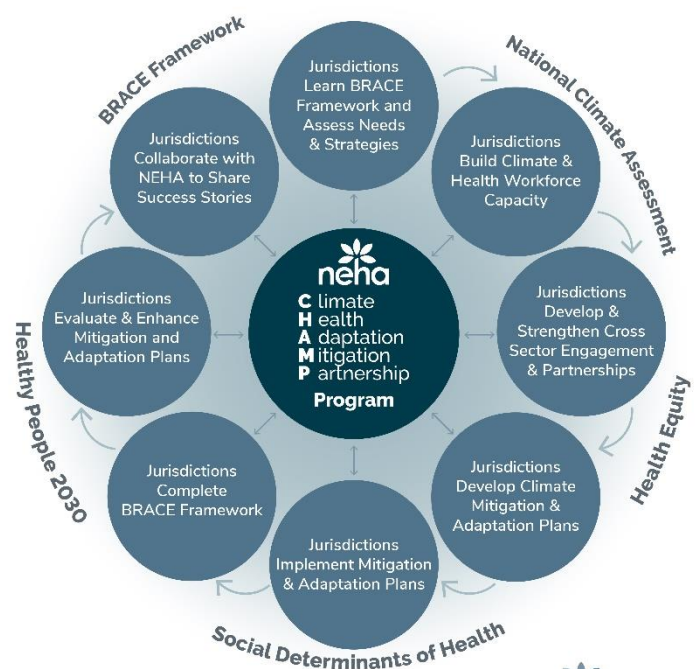 BRACE Framework
National Climate Assessment
Health Equity
Social Determinants of Health
Healthy People 2030
Jurisdictions
Learn BRACE
Framework and
Assess Needs
& Strategies
Jurisdictions
Build Climate &
Health Workforce
Capacity
Jurisdictions
Develop &
Strengthen Cross
Sector Engagement
& Partnerships
Jurisdictions
Develop Climate
Mitigation &
Adaptation Plans
Jurisdictions
Implement Mitigation
& Adaptation Plans
Jurisdictions
Complete
BRACE Framework
Jurisdictions
Evaluate & Enhance
Mitigation and
Adaptation Plans
Jurisdictions
Collaborate with
NEHA to Share
Success Stories
neha
Climate
Health
Adaptation
Mitigation
Partnership
Program